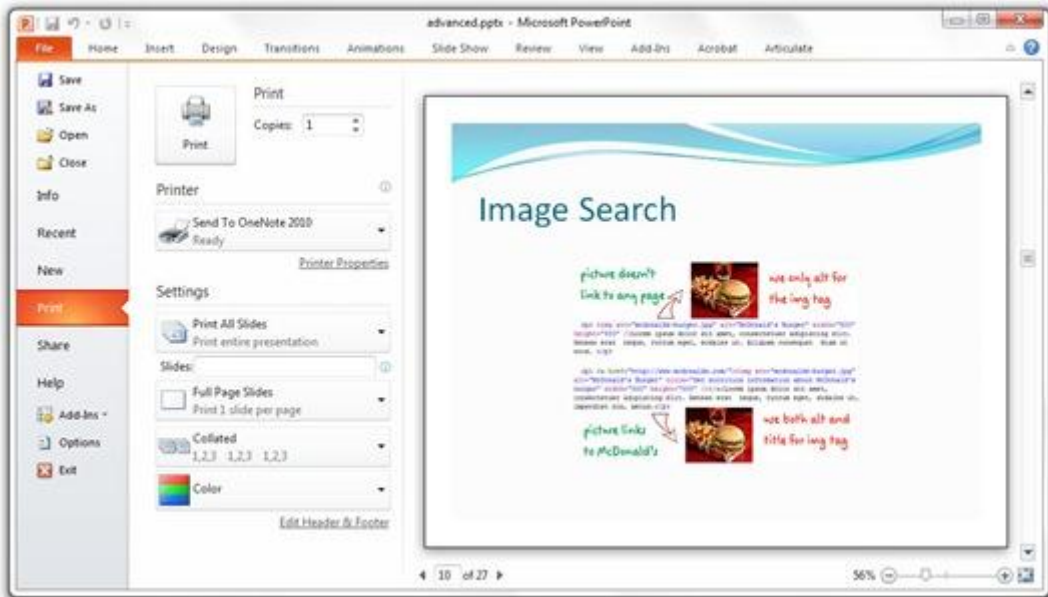 advanced.pptx - Microsoft PowerPoint
File Home Insert Design Transitions Animations Slide Show Review View Add-Ins Acrobat Articulate
Save
Save As
Open
Close
Info
Recent
New
Print
Share
Help
Add-Ins
Options
Exit
Print
Print
Copies: 1
Printer
Send To OneNote 2010
Ready
Printer Properties
Settings
Print All Slides
Print entire presentation
Slides:
Full Page Slides
Print 1 slide per page
Collated
1,2,3 1,2,3 1,2,3
Color
Edit Header & Footer
Image Search
picture doesn't
link to any page
we only alt for
the img tag
picture links
to McDonald's
we both alt and
title for img tag
10 of 27
56%